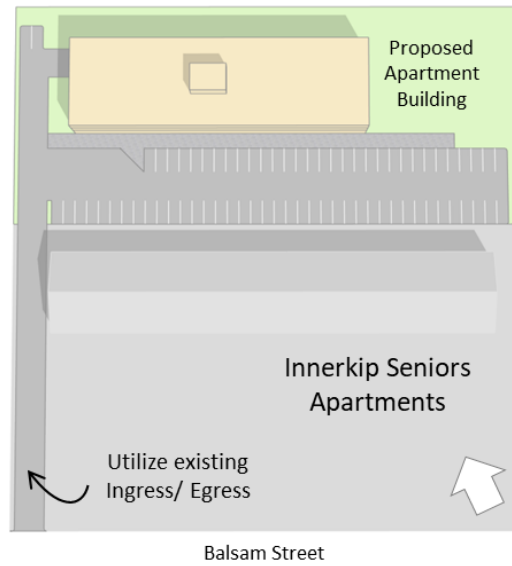 Proposed
Apartment
Building
Innerkip Seniors
Apartments
Utilize existing
Ingress/ Egress
Balsam Street